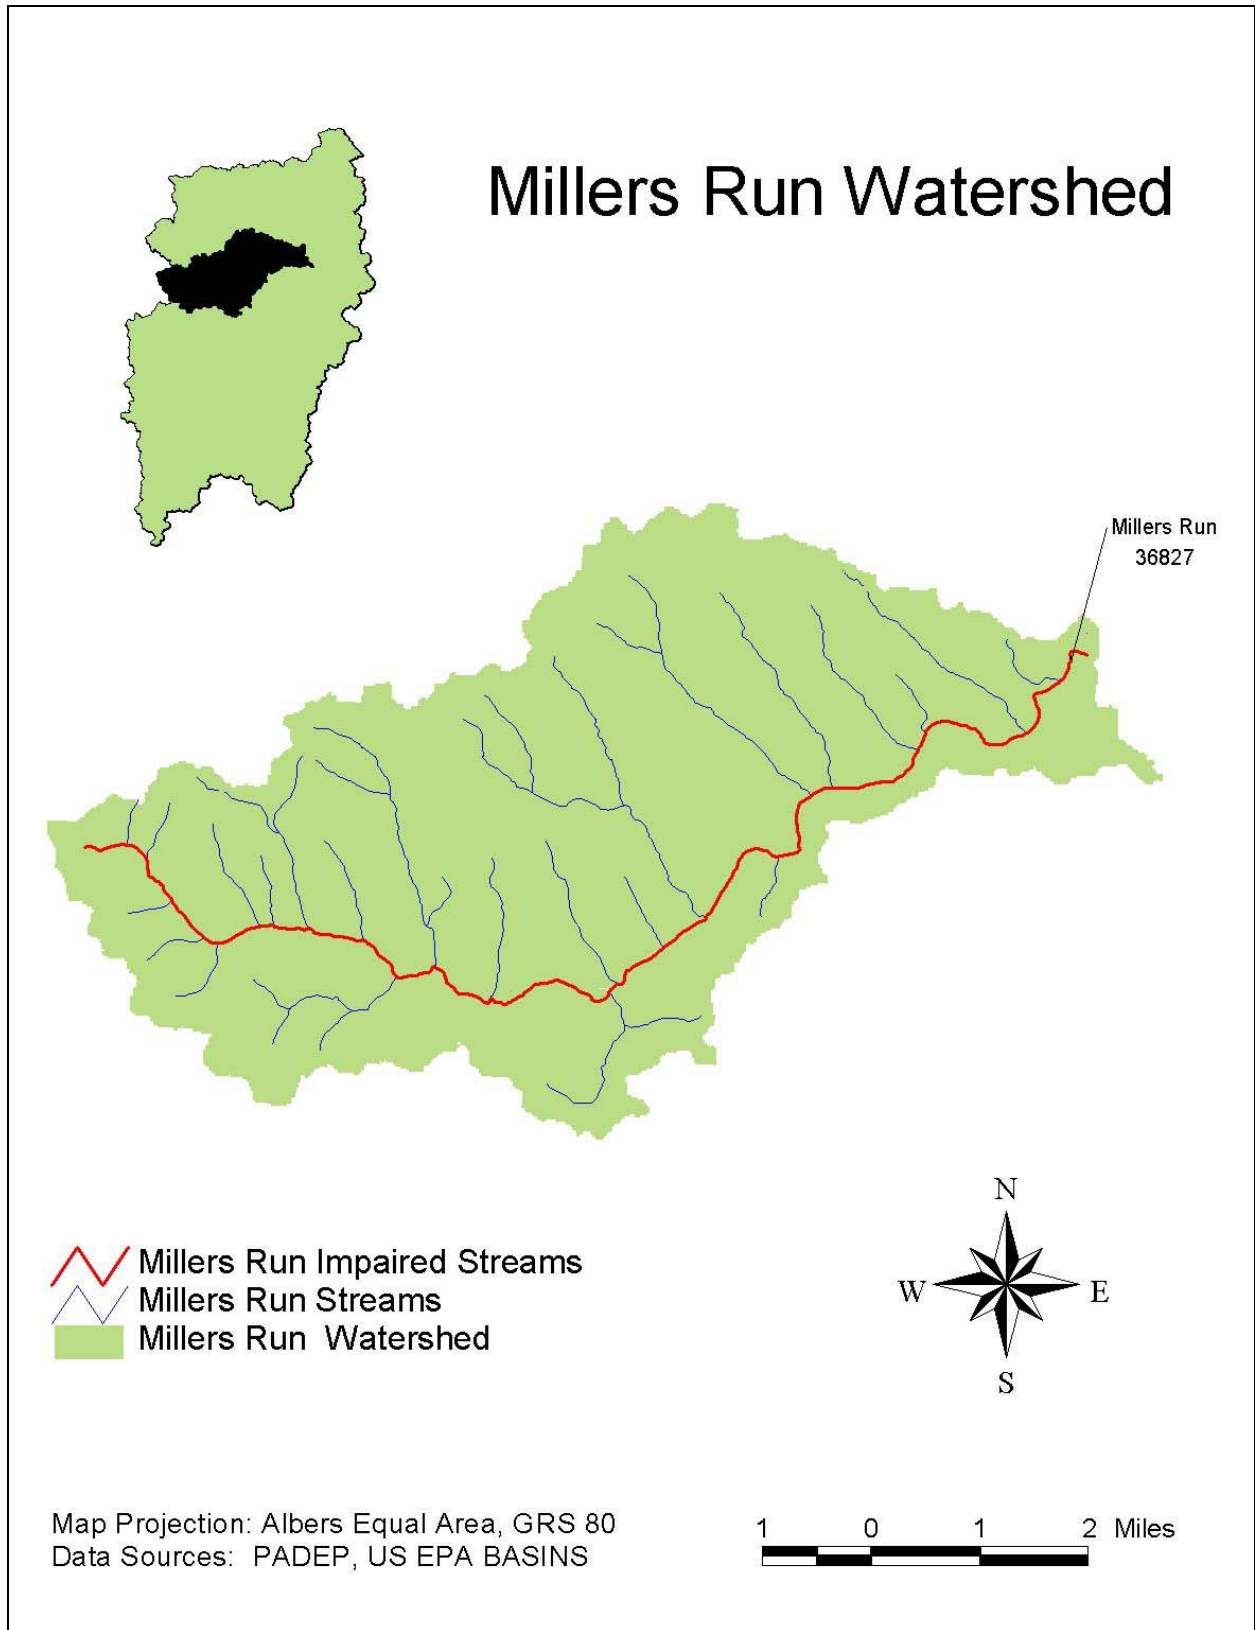 Millers Run Watershed
Millers Run
36827
Millers Run Impaired Streams
Millers Run Streams
Millers Run Watershed
N
W E
S
Map Projection: Albers Equal Area, GRS 80
Data Sources: PADEP, US EPA BASINS
1 0 1 2 Miles